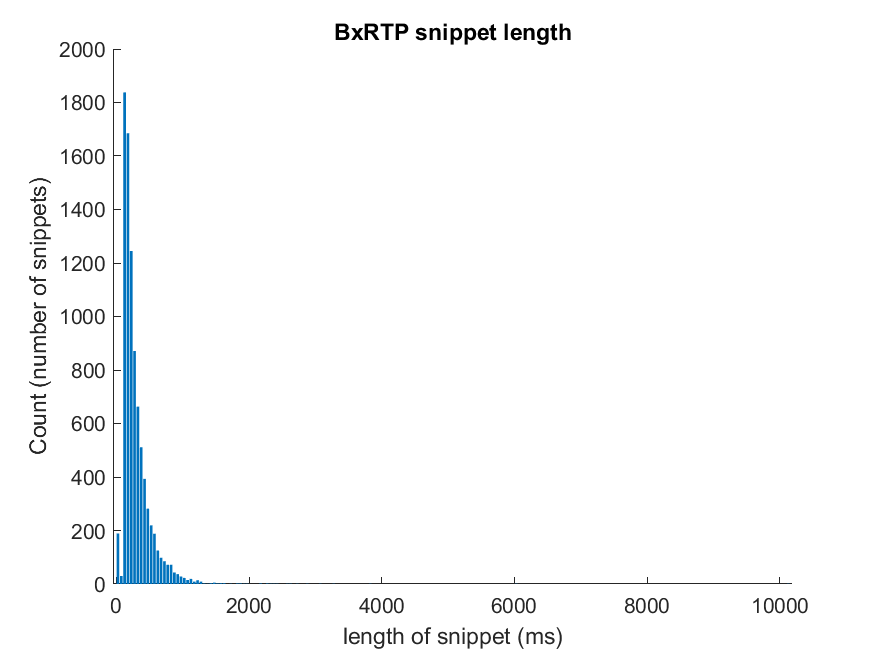 BxRTP snippet length
2000
1800
1600
1400
1200
1000
800
600
400
200
0
Count (number of snippets)
0 2000 4000 6000 8000 10000
length of snippet (ms)